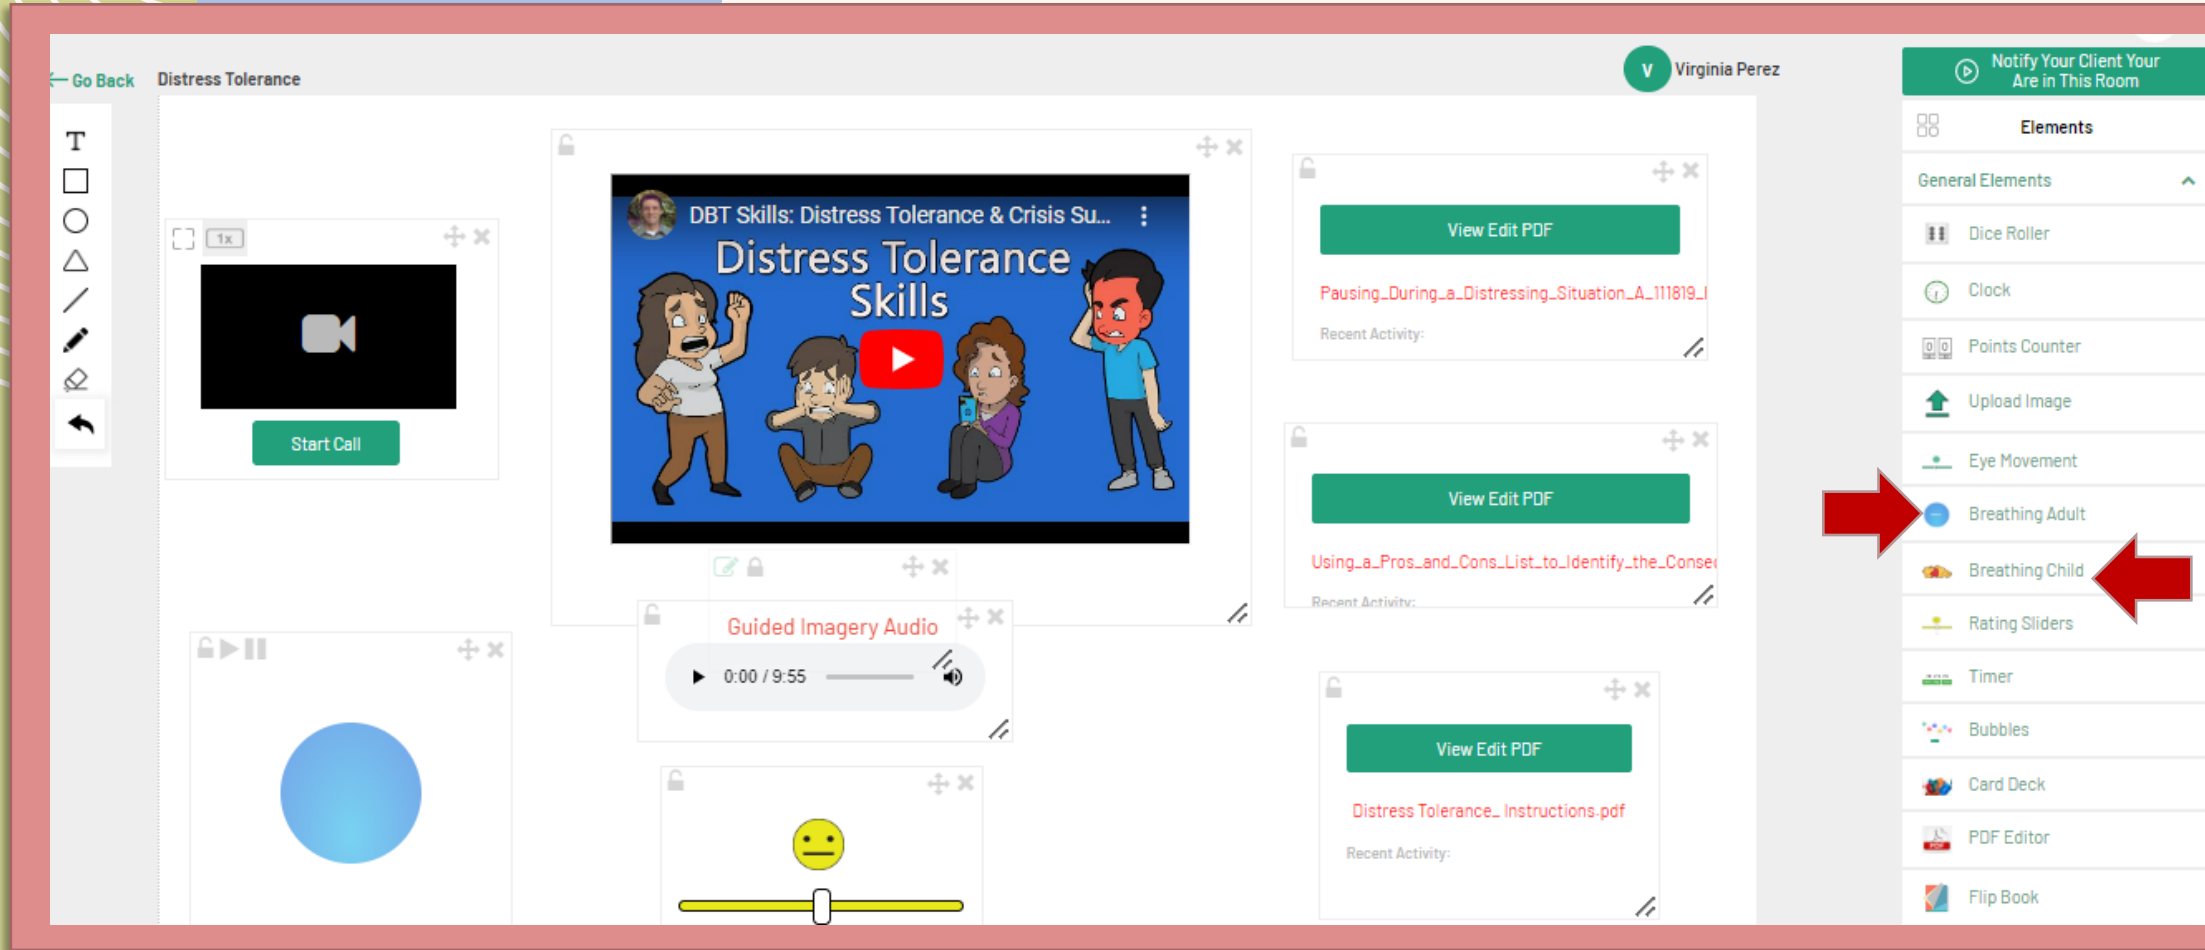 Go Back
Distress Tolerance
V
Virginia Perez
Notify Your Client Your
Are in This Room
T
1x
Start Call
DBT Skills: Distress Tolerance & Crisis Su...
Distress Tolerance
Skills
Guided Imagery Audio
0:00 / 9:55
View Edit PDF
Pausing_During_a_Distressing_Situation_A_111819_
Recent Activity:
View Edit PDF
Using_a_Pros_and_Cons_List_to_Identify_the_Conse
Recent Activity:
View Edit PDF
Distress Tolerance_ Instructions.pdf
Recent Activity:
Elements
General Elements
Dice Roller
Clock
Points Counter
Upload Image
Eye Movement
Breathing Adult
Breathing Child
Rating Sliders
Timer
Bubbles
Card Deck
PDF Editor
Flip Book